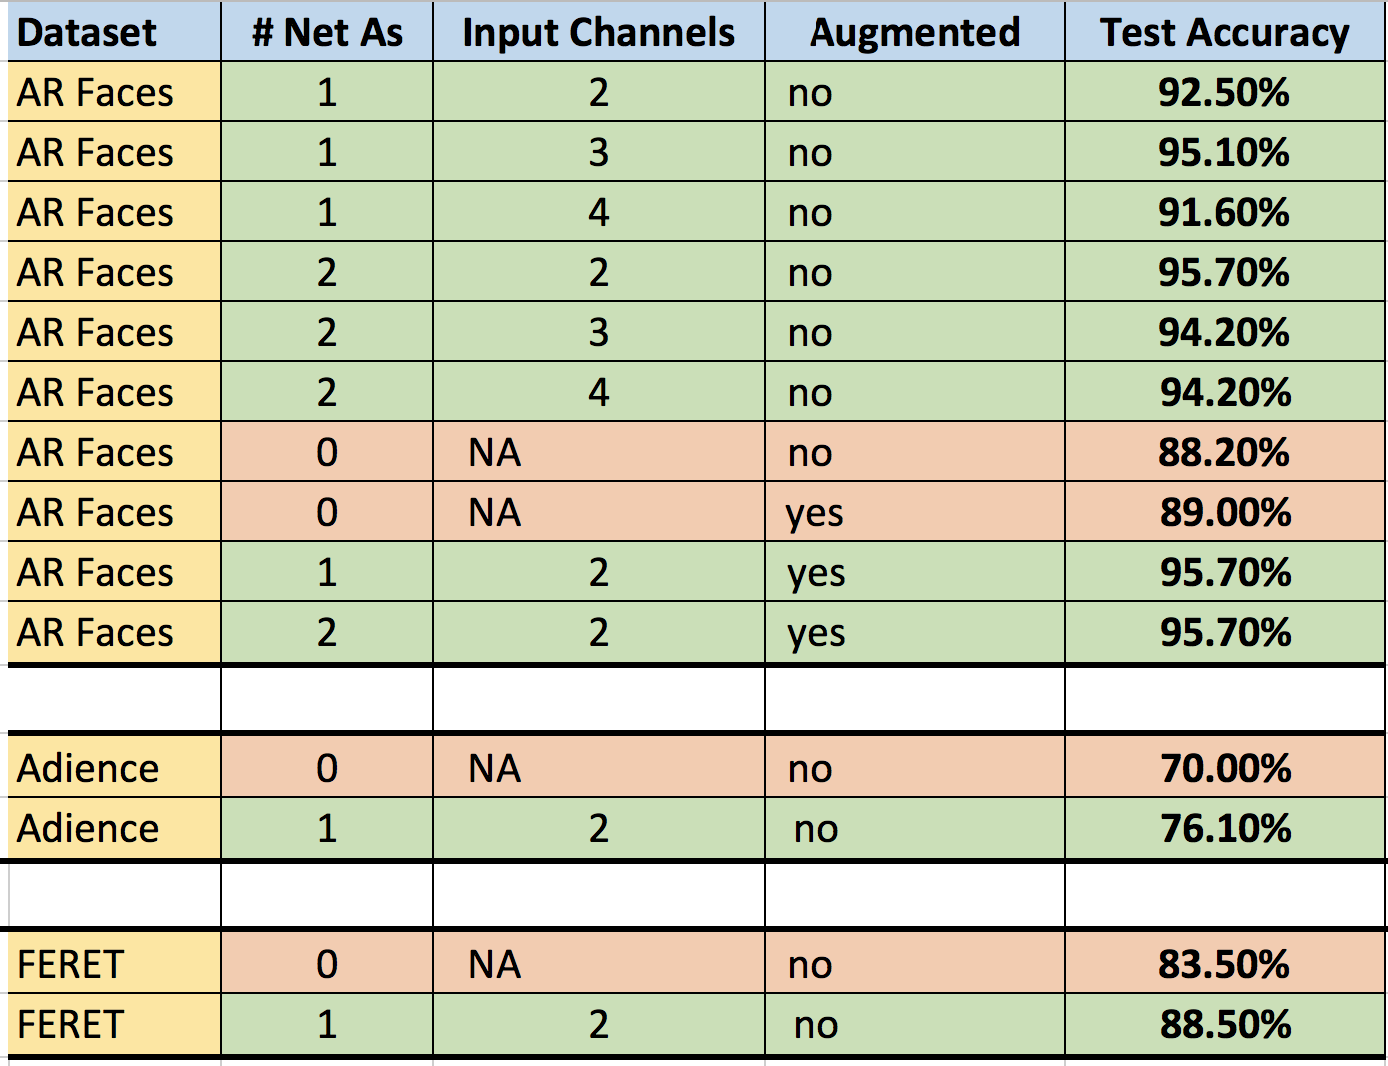 Dataset # Net As Input Channels Augmented Test Accuracy
AR Faces 1 2 no 92.50%
AR Faces 1 3 no 95.10%
AR Faces 1 4 no 91.60%
AR Faces 2 2 no 95.70%
AR Faces 2 3 no 94.20%
AR Faces 2 4 no 94.20%
AR Faces 0 NA no 88.20%
AR Faces 0 NA yes 89.00%
AR Faces 1 2 yes 95.70%
AR Faces 2 2 yes 95.70%
Adience 0 NA no 70.00%
Adience 1 2 no 76.10%
FERET 0 NA no 83.50%
FERET 1 2 no 88.50%